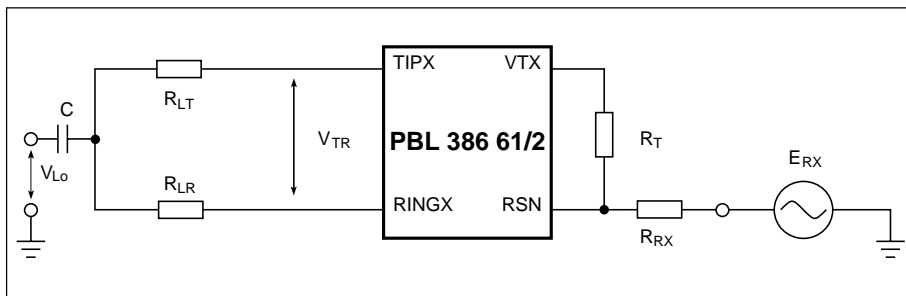 TIPX
VTX
C
R_LT
V_TR
PBL 386 61/2
R_T
E_RX
V_Lo
R_LR
RINGX
RSN
R_RX